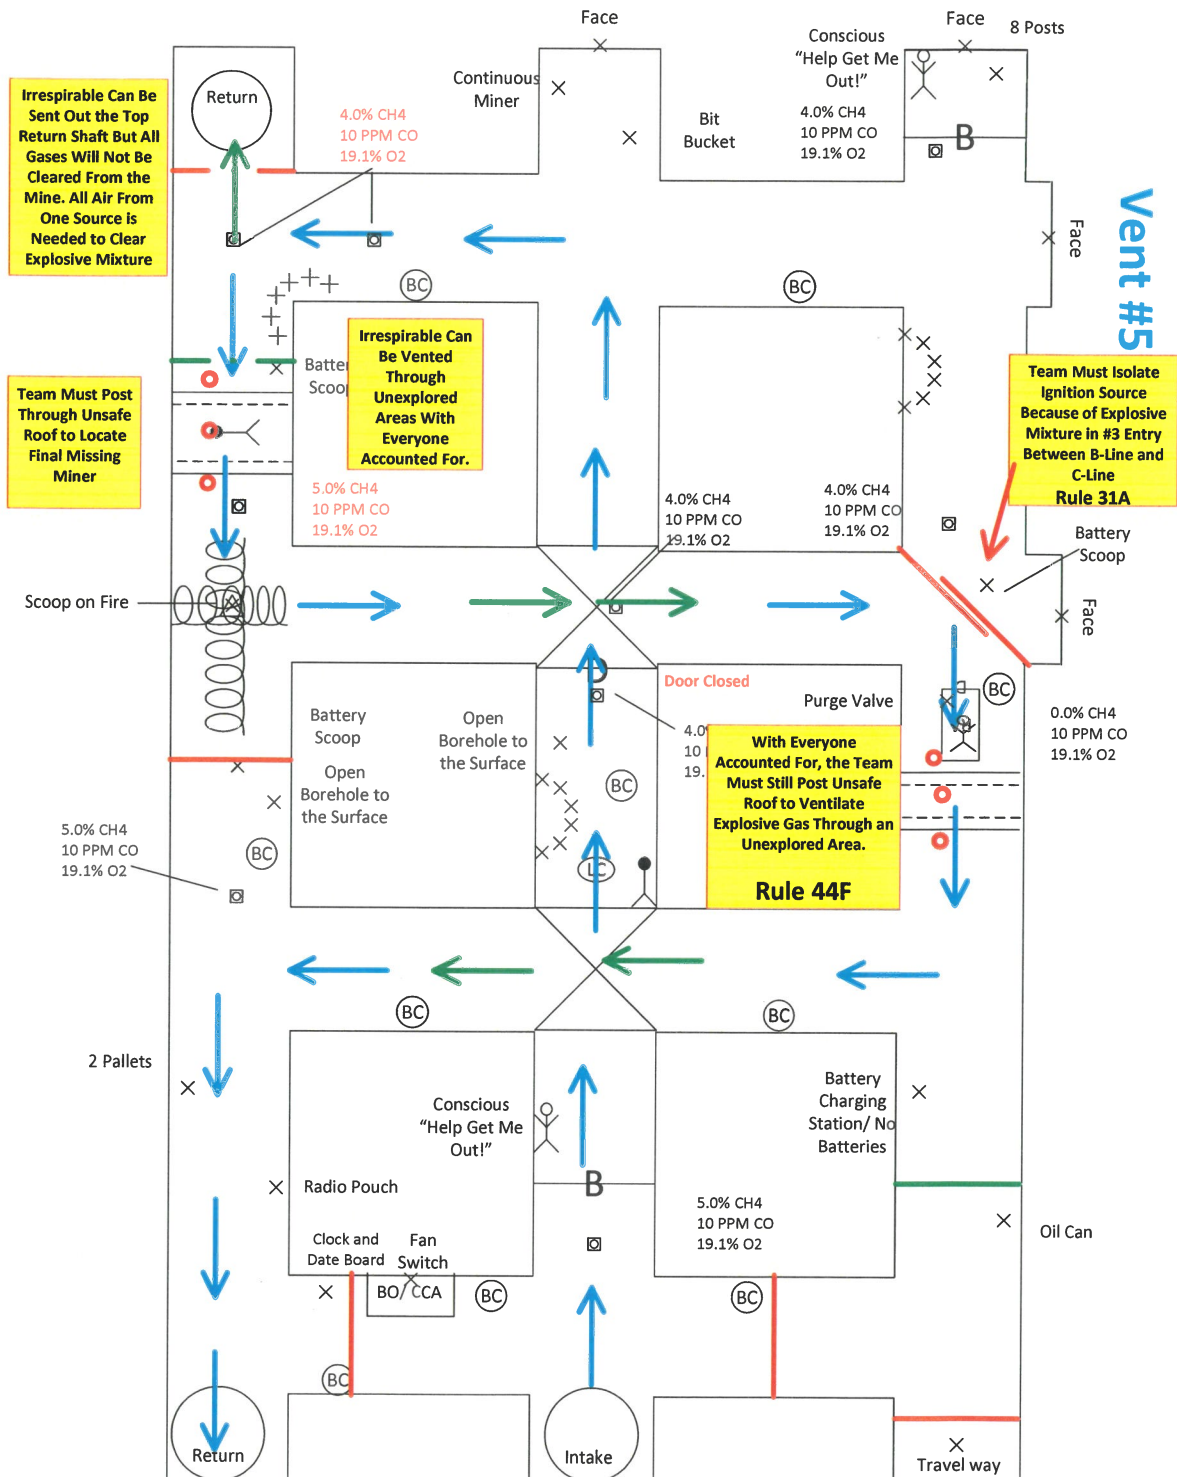 Face
Face
8 Posts
Conscious
“Help Get Me
Out!”
Continuous
Miner
Return
Irrespirable Can Be
Sent Out the Top
Return Shaft But All
Gases Will Not Be
Cleared From the
Mine. All Air From
One Source is
Needed to Clear
Explosive Mixture
4.0% CH4
10 PPM CO
19.1% O2
Bit
Bucket
4.0% CH4
10 PPM CO
19.1% O2
B
Vent #5
Face
BC
BC
Irrespirable Can
Be Vented
Through
Unexplored
Areas With
Everyone
Accounted For.
Scoop
Team Must Post
Through Unsafe
Roof to Locate
Final Missing
Miner
Team Must Isolate
Ignition Source
Because of Explosive
Mixture in #3 Entry
Between B-Line and
C-Line
Rule 31A
5.0% CH4
10 PPM CO
19.1% O2
4.0% CH4
10 PPM CO
19.1% O2
4.0% CH4
10 PPM CO
19.1% O2
Battery
Scoop
Scoop on Fire
Face
D
Door Closed
Purge Valve
BC
0.0% CH4
10 PPM CO
19.1% O2
Battery
Scoop
Open
Borehole to
the Surface
Open
Borehole to
the Surface
BC
With Everyone
Accounted For, the Team
Must Still Post Unsafe
Roof to Ventilate
Explosive Gas Through an
Unexplored Area.
Rule 44F
5.0% CH4
10 PPM CO
19.1% O2
BC
LC
BC
BC
2 Pallets
Conscious
“Help Get Me
Out!”
Battery
Charging
Station/ No
Batteries
B
Radio Pouch
5.0% CH4
10 PPM CO
19.1% O2
Oil Can
Clock and
Date Board
Fan
Switch
BO/ CCA
BC
BC
BC
Return
Intake
Travel way